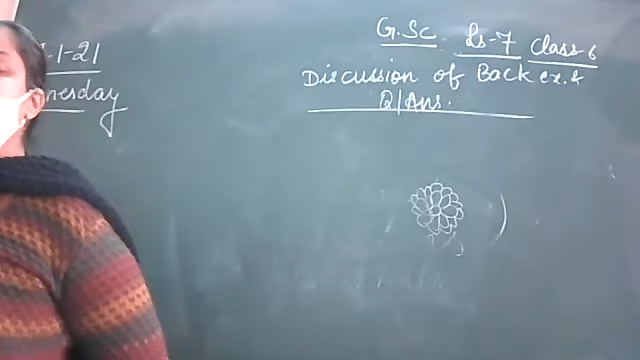 -1-21
nesday
G.Sc. Ls-7 Class-6
Discussion of Back ex. &
Q/Ans.